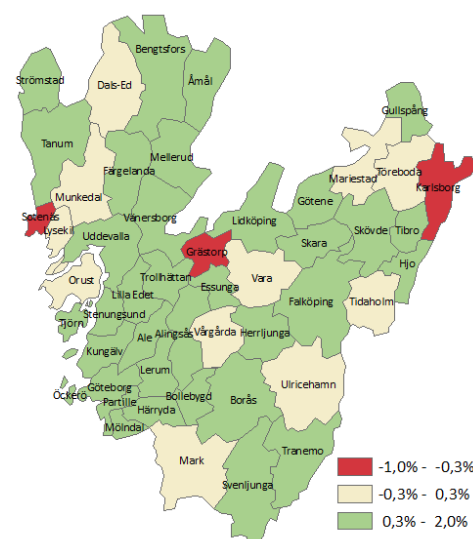 Bengtsfors
Strömstad
Dals-Ed
Åmål
Gullspång
Tanum
Mellerud
Färgelanda
Mariestad
Töreboda
Karlsborg
Munkedal
Götene
Sotenäs
Vänersborg
Lidköping
Lysekil
Skövde
Tibro
Uddevalla
Skara
Grästorp
Hjo
Orust
Trollhättan
Vara
Essunga
Lilla Edet
Falköping
Tidaholm
Stenungsund
Tjörn
Ale
Alingsås
Vårgårda
Herrljunga
Kungälv
Lerum
Ulricehamn
Göteborg
Öckerö
Bollebygd
Borås
Partille
Härryda
Mölndal
Tranemo
Mark
-1,0% - -0,3%
Svenljunga
-0,3% - 0,3%
0,3% - 2,0%